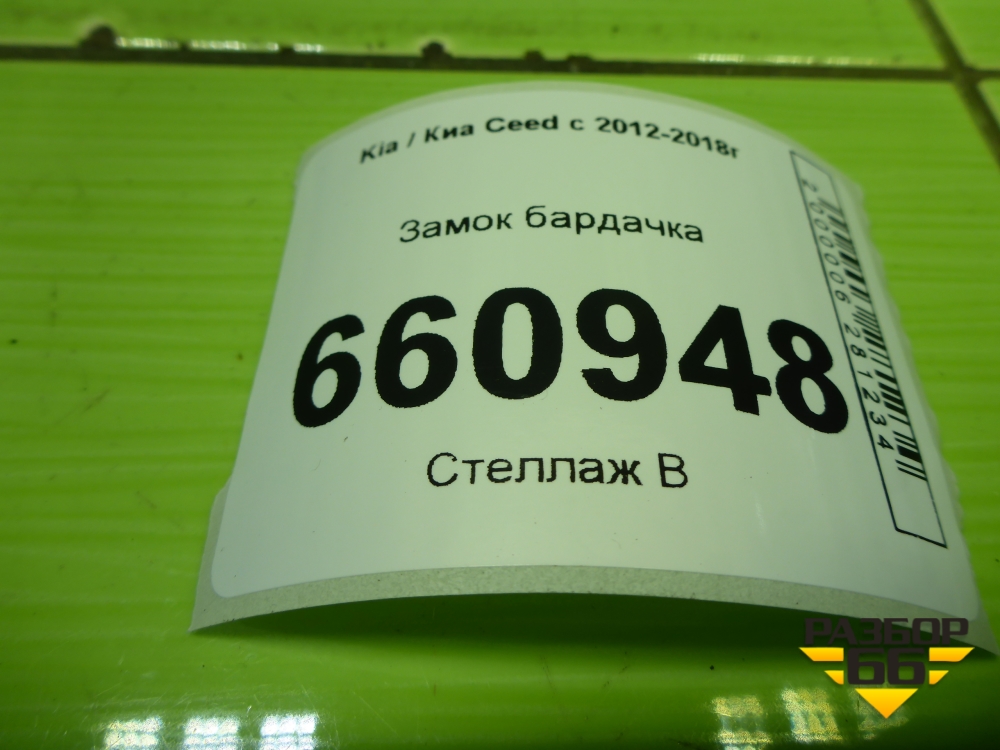 Kia / Киа Ceed с 2012-2018г
Замок бардачка
660948
Стеллаж В
2000006281234
РАЗБОР
66